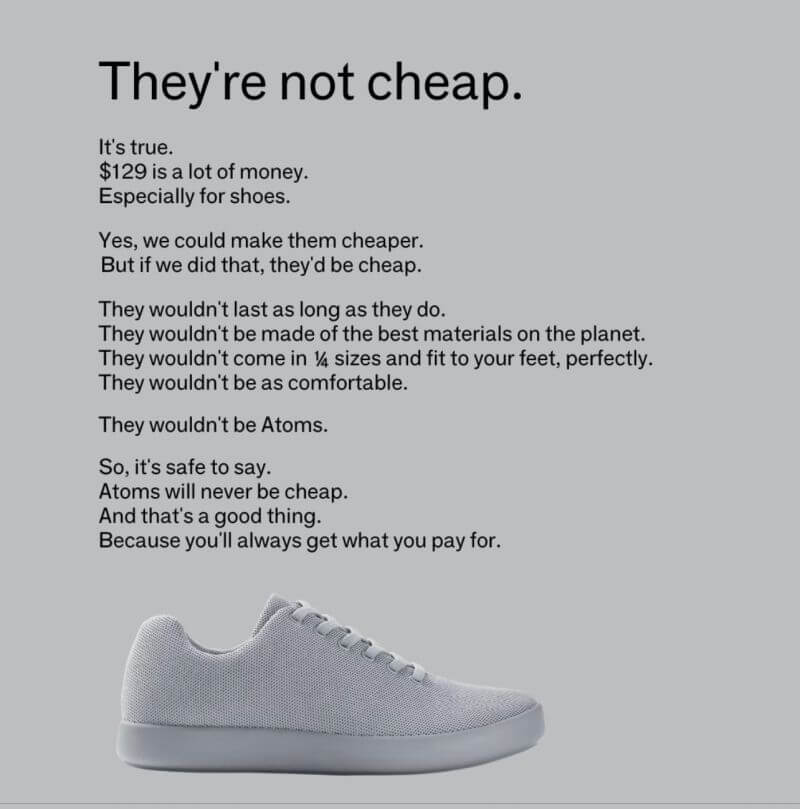 They're not cheap.
It's true.
$129 is a lot of money.
Especially for shoes.
Yes, we could make them cheaper.
But if we did that, they'd be cheap.
They wouldn't last as long as they do.
They wouldn't be made of the best materials on the planet.
They wouldn't come in ¼ sizes and fit to your feet, perfectly.
They wouldn't be as comfortable.
They wouldn't be Atoms.
So, it's safe to say.
Atoms will never be cheap.
And that's a good thing.
Because you'll always get what you pay for.